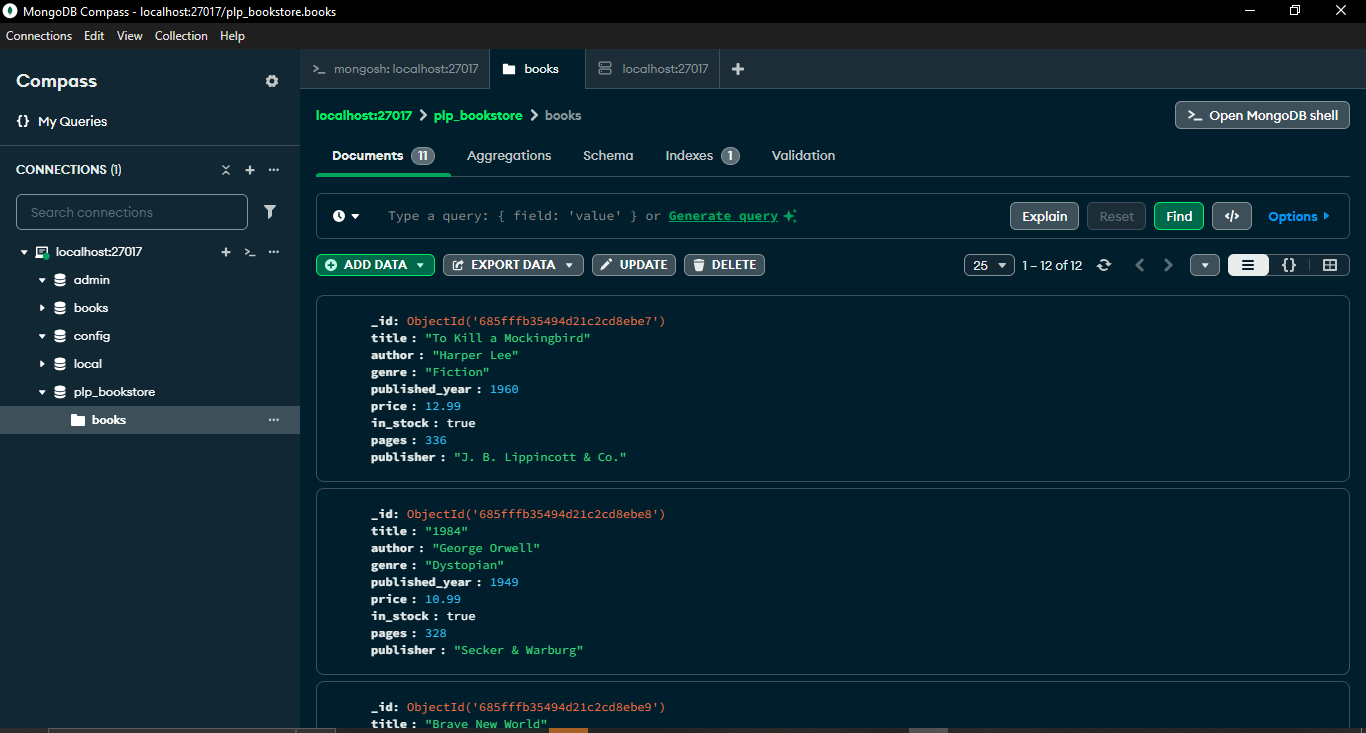 MongoDB Compass - localhost:27017/plp_bookstore.books
Connections Edit View Collection Help
Compass
{} My Queries
CONNECTIONS (1)
Search connections
localhost:27017
admin
books
config
local
plp_bookstore
books
>_ mongosh: localhost:27017 books localhost:27017 +
localhost:27017 > plp_bookstore > books
>_ Open MongoDB shell
Documents 11 Aggregations Schema Indexes 1 Validation
Type a query: { field: 'value' } or Generate query
Explain Reset Find </> Options
ADD DATA EXPORT DATA UPDATE DELETE
25 1 – 12 of 12 {}
_id: ObjectId('685fffb35494d21c2cd8ebe7')
title : "To Kill a Mockingbird"
author : "Harper Lee"
genre : "Fiction"
published_year : 1960
price : 12.99
in_stock : true
pages : 336
publisher : "J. B. Lippincott & Co."
_id: ObjectId('685fffb35494d21c2cd8ebe8')
title : "1984"
author : "George Orwell"
genre : "Dystopian"
published_year : 1949
price : 10.99
in_stock : true
pages : 328
publisher : "Secker & Warburg"
_id: ObjectId('685fffb35494d21c2cd8ebe9')
title : "Brave New World"